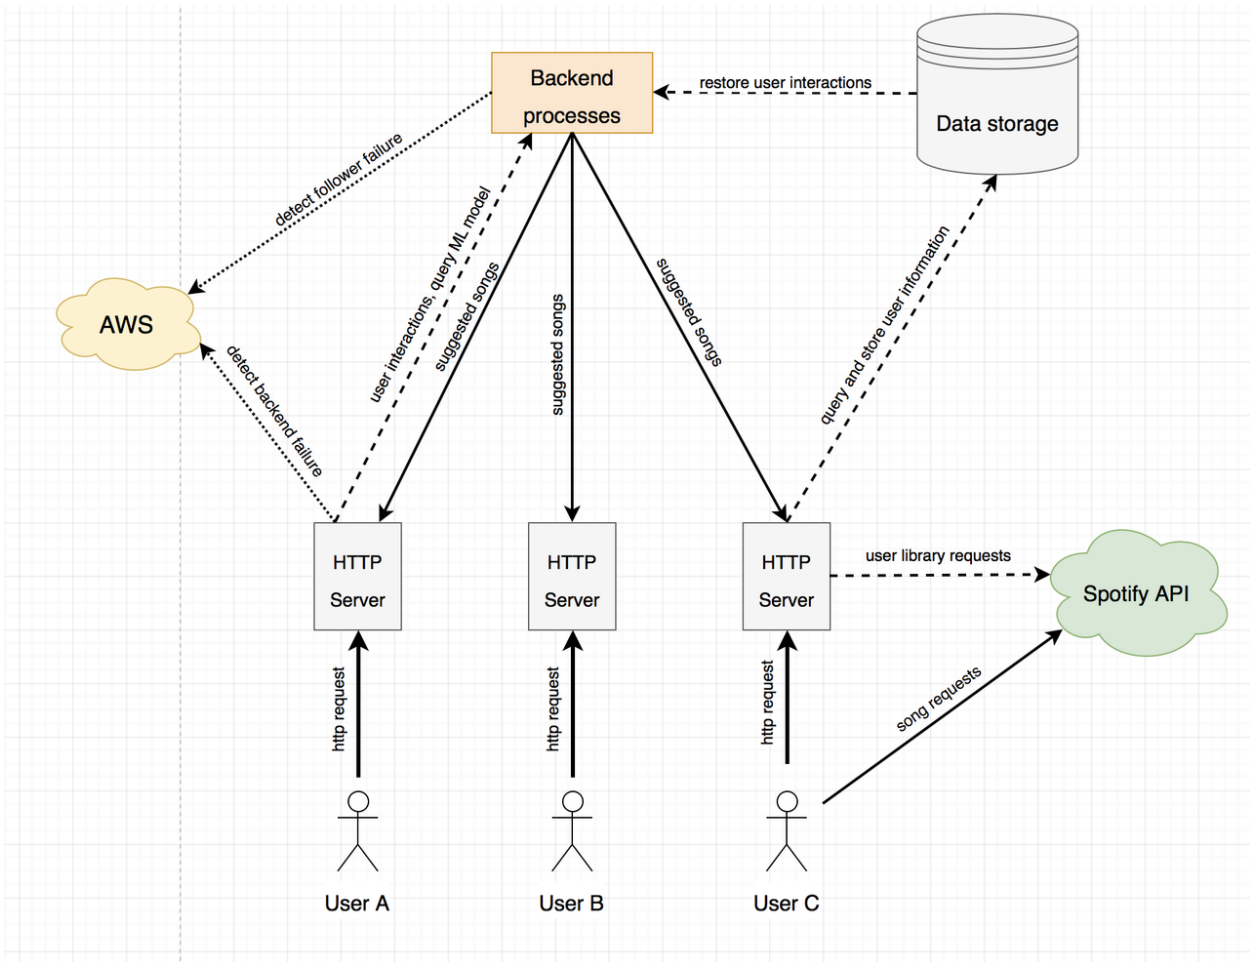 Backend
processes
restore user interactions
Data storage
detect follower failure
user interactions, query ML model
suggested songs
suggested songs
suggested songs
query and store user information
AWS
detect backend failure
HTTP
Server
HTTP
Server
HTTP
Server
user library requests
Spotify API
http request
http request
http request
song requests
User A
User B
User C